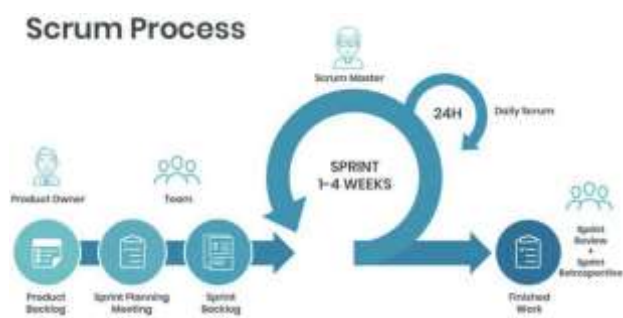 Scrum Process
Scrum Master
24H
Daily Scrum
SPRINT
1-4 WEEKS
Product Owner
Team
Sprint
Review
+
Sprint
Retrospective
Product
Backlog
Sprint Planning
Meeting
Sprint
Backlog
Finished
Work